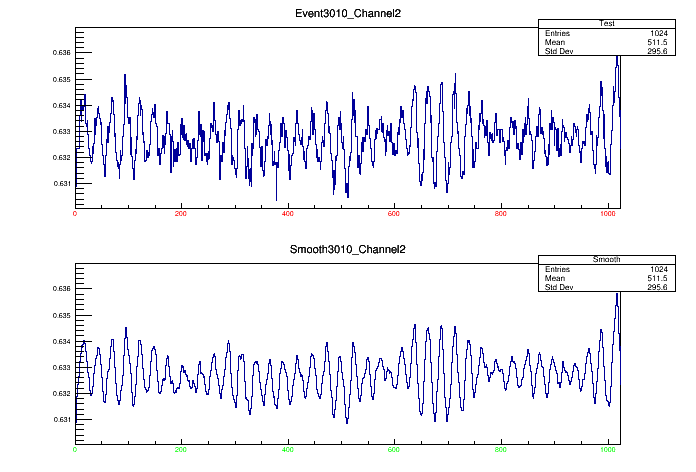 Event3010_Channel2
Test
Entries 1024
Mean 511.5
Std Dev 295.6
0.636
0.635
0.634
0.633
0.632
0.631
0 200 400 600 800 1000
Smooth3010_Channel2
Smooth
Entries 1024
Mean 511.5
Std Dev 295.6
0.636
0.635
0.634
0.633
0.632
0.631
0 200 400 600 800 1000